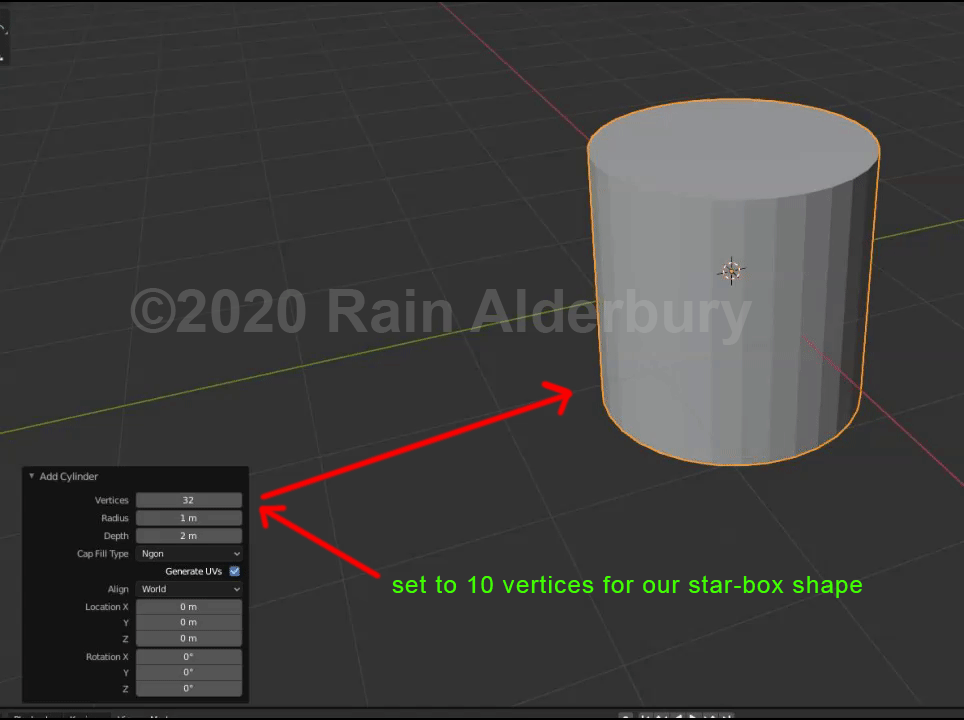 ©2020 Rain Alderbury
Add Cylinder
Vertices 32
Radius 1 m
Depth 2 m
Cap Fill Type Ngon
Generate UVs
Align World
Location X 0 m
Y 0 m
Z 0 m
Rotation X 0°
Y 0°
Z 0°
set to 10 vertices for our star-box shape